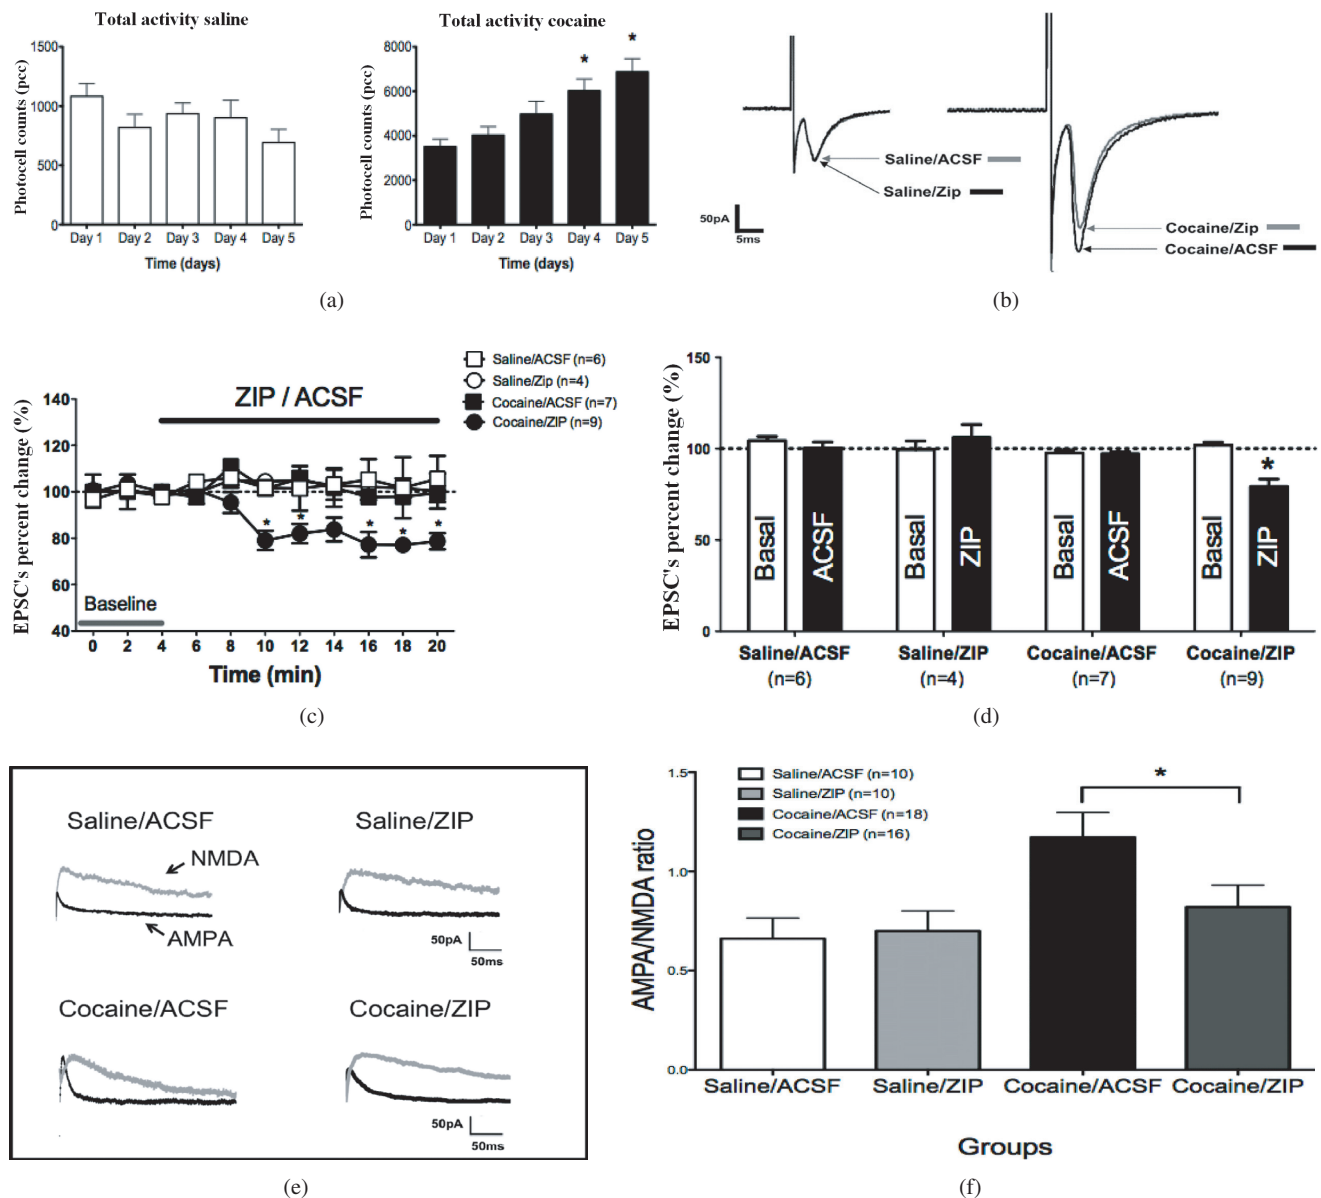 Total activity saline
Photocell counts (pcc)
1500
1000
500
0
Day 1 Day 2 Day 3 Day 4 Day 5
Time (days)
Total activity cocaine
Photocell counts (pcc)
8000
6000
4000
2000
0
* *
Day 1 Day 2 Day 3 Day 4 Day 5
Time (days)
(a)
Saline/ACSF
Saline/Zip
50pA
5ms
Cocaine/Zip
Cocaine/ACSF
(b)
EPSC's percent change (%)
140
120
100
80
60
40
ZIP / ACSF
Saline/ACSF (n=6)
Saline/Zip (n=4)
Cocaine/ACSF (n=7)
Cocaine/ZIP (n=9)
* * * * *
Baseline
0 2 4 6 8 10 12 14 16 18 20
Time (min)
(c)
EPSC's percent change (%)
150
100
50
0
Basal ACSF Basal ZIP Basal ACSF Basal ZIP
*
Saline/ACSF Saline/ZIP Cocaine/ACSF Cocaine/ZIP
(n=6) (n=4) (n=7) (n=9)
(d)
Saline/ACSF
NMDA
AMPA
Saline/ZIP
50pA
50ms
Cocaine/ACSF
Cocaine/ZIP
50pA
50ms
(e)
AMPA/NMDA ratio
1.5
1.0
0.5
0.0
Saline/ACSF (n=10)
Saline/ZIP (n=10)
Cocaine/ACSF (n=18)
Cocaine/ZIP (n=16)
*
Saline/ACSF Saline/ZIP Cocaine/ACSF Cocaine/ZIP
Groups
(f)